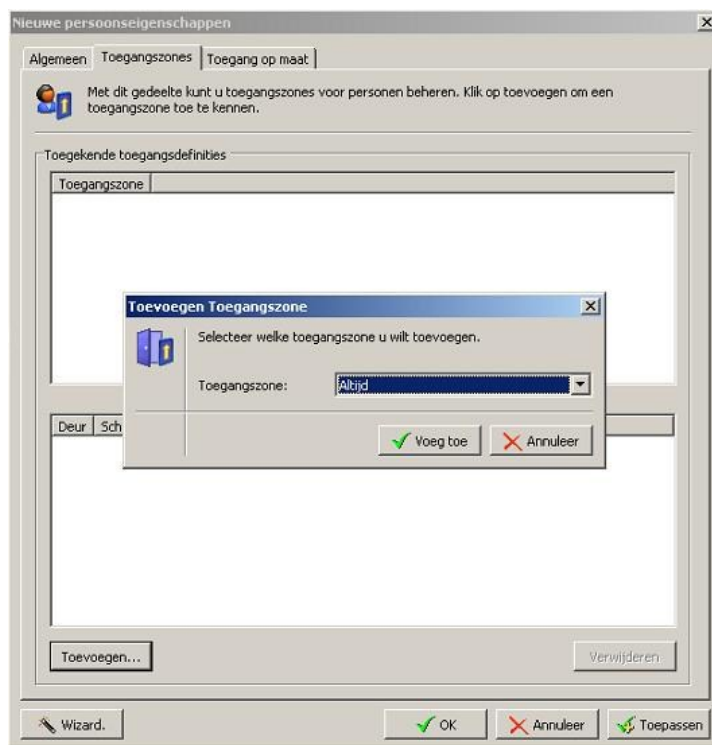 Nieuwe persoonseigenschappen
Algemeen Toegangszones Toegang op maat
Met dit gedeelte kunt u toegangszones voor personen beheren. Klik op toevoegen om een
toegangszone toe te kennen.
Toegekende toegangsdefinities
Toegangszone
Toevoegen Toegangszone
Selecteer welke toegangszone u wilt toevoegen.
Toegangszone: Altijd
Voeg toe Annuleer
Deur Sch
Toevoegen... Verwijderen
Wizard. OK Annuleer Toepassen